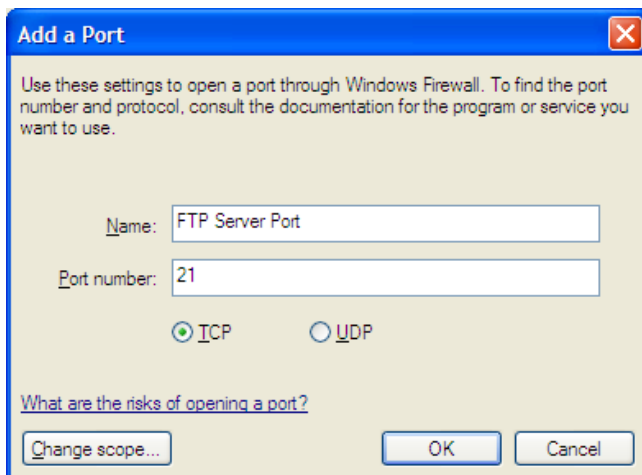 Add a Port
Use these settings to open a port through Windows Firewall. To find the port
number and protocol, consult the documentation for the program or service you
want to use.
Name: FTP Server Port
Port number: 21
TCP UDP
What are the risks of opening a port?
Change scope... OK Cancel